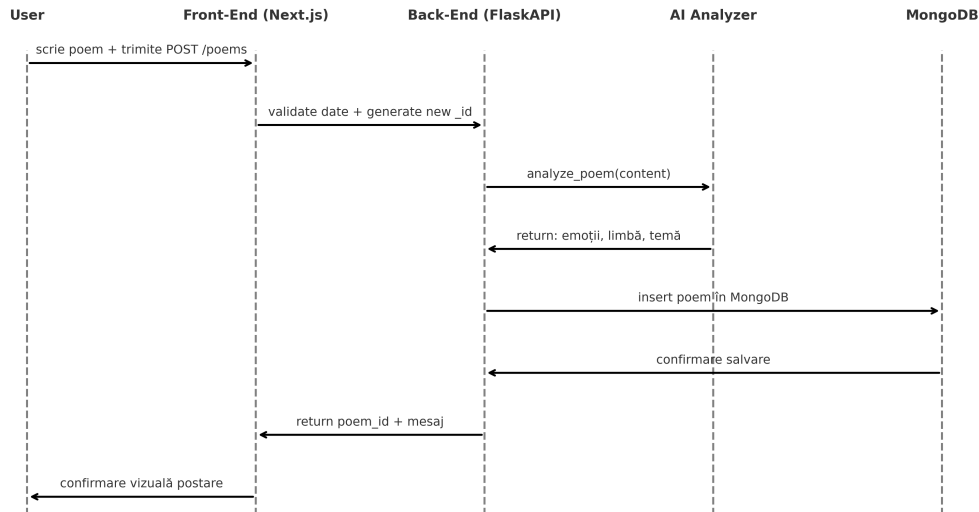 User
Front-End (Next.js)
Back-End (FlaskAPI)
AI Analyzer
MongoDB
scrie poem + trimite POST /poems
validate date + generate new _id
analyze_poem(content)
return: emoții, limbă, temă
insert poem în MongoDB
confirmare salvare
return poem_id + mesaj
confirmare vizuală postare